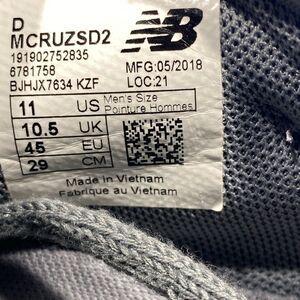 D
MCRUZSD2
191902752835
6781758
BJHJX7634 KZF
NB
MFG:05/2018
LOC:21
11 US Men's Size
Pointure Hommes
10.5 UK
45 EU
29 CM
Made in Vietnam
Fabriqué au Vietnam